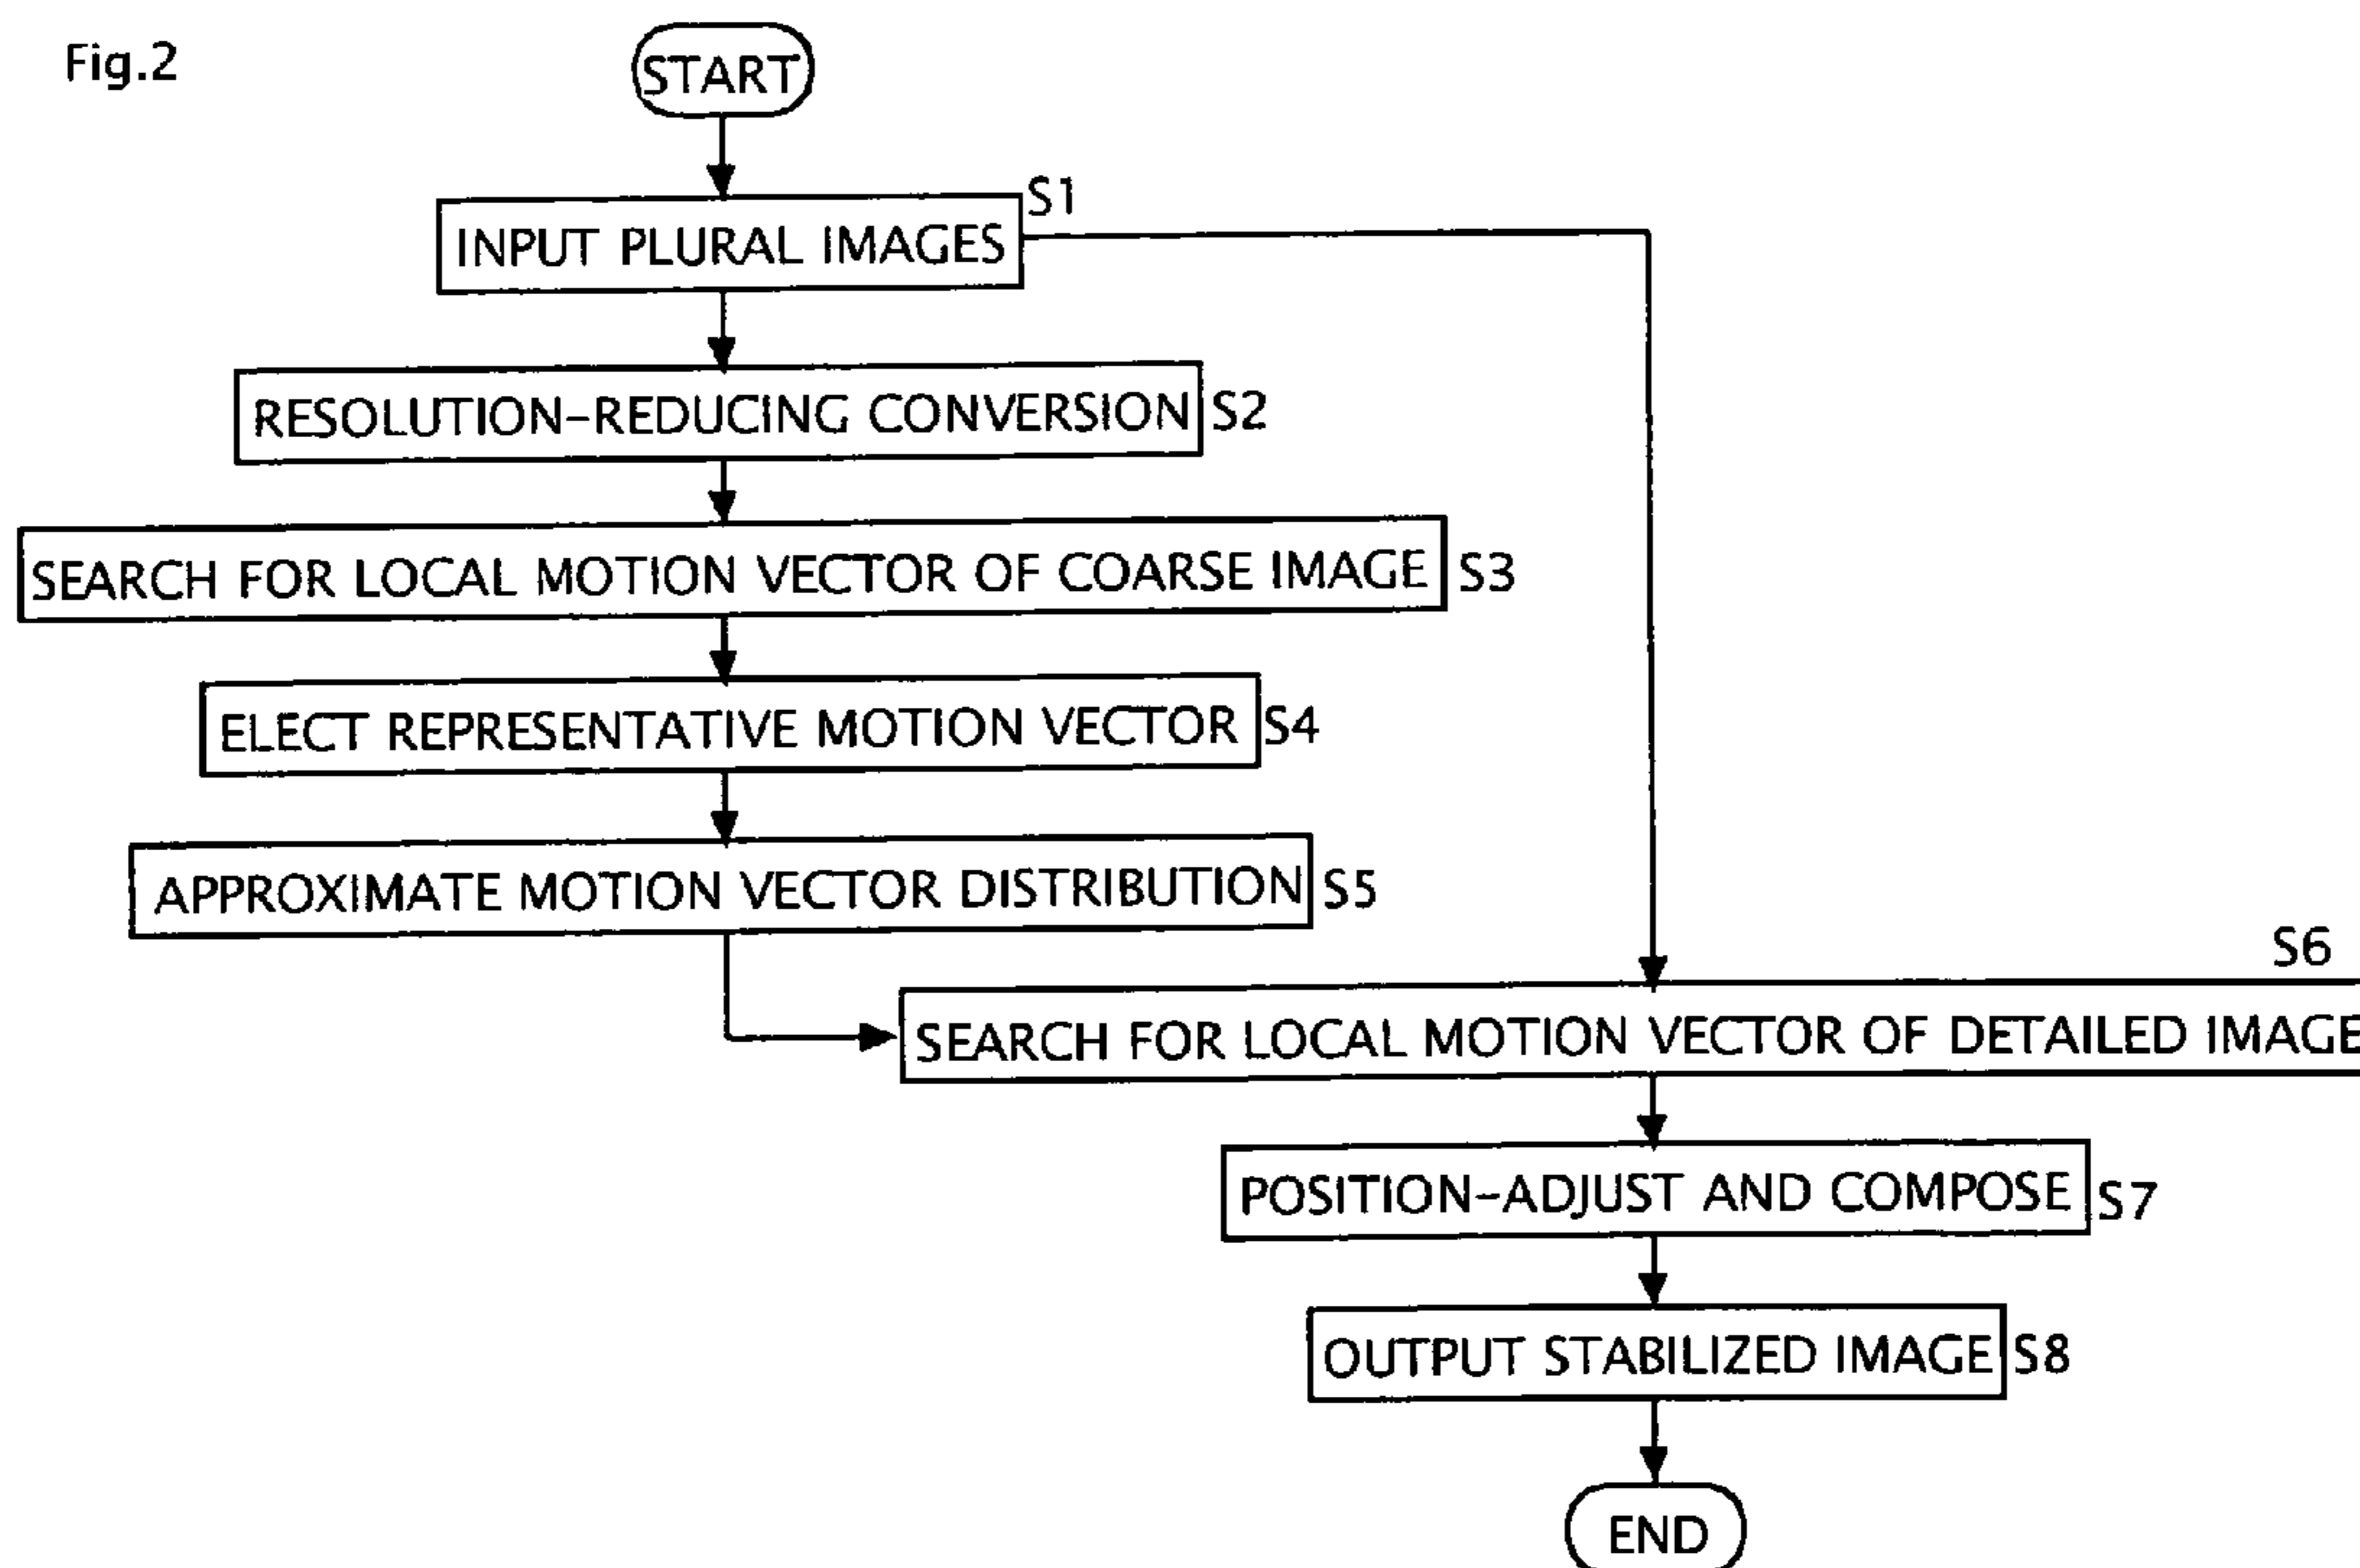 Fig.2
START
S1
INPUT PLURAL IMAGES
RESOLUTION-REDUCING CONVERSION S2
SEARCH FOR LOCAL MOTION VECTOR OF COARSE IMAGE S3
ELECT REPRESENTATIVE MOTION VECTOR S4
APPROXIMATE MOTION VECTOR DISTRIBUTION S5
S6
SEARCH FOR LOCAL MOTION VECTOR OF DETAILED IMAGE
POSITION-ADJUST AND COMPOSE S7
OUTPUT STABILIZED IMAGE S8
END